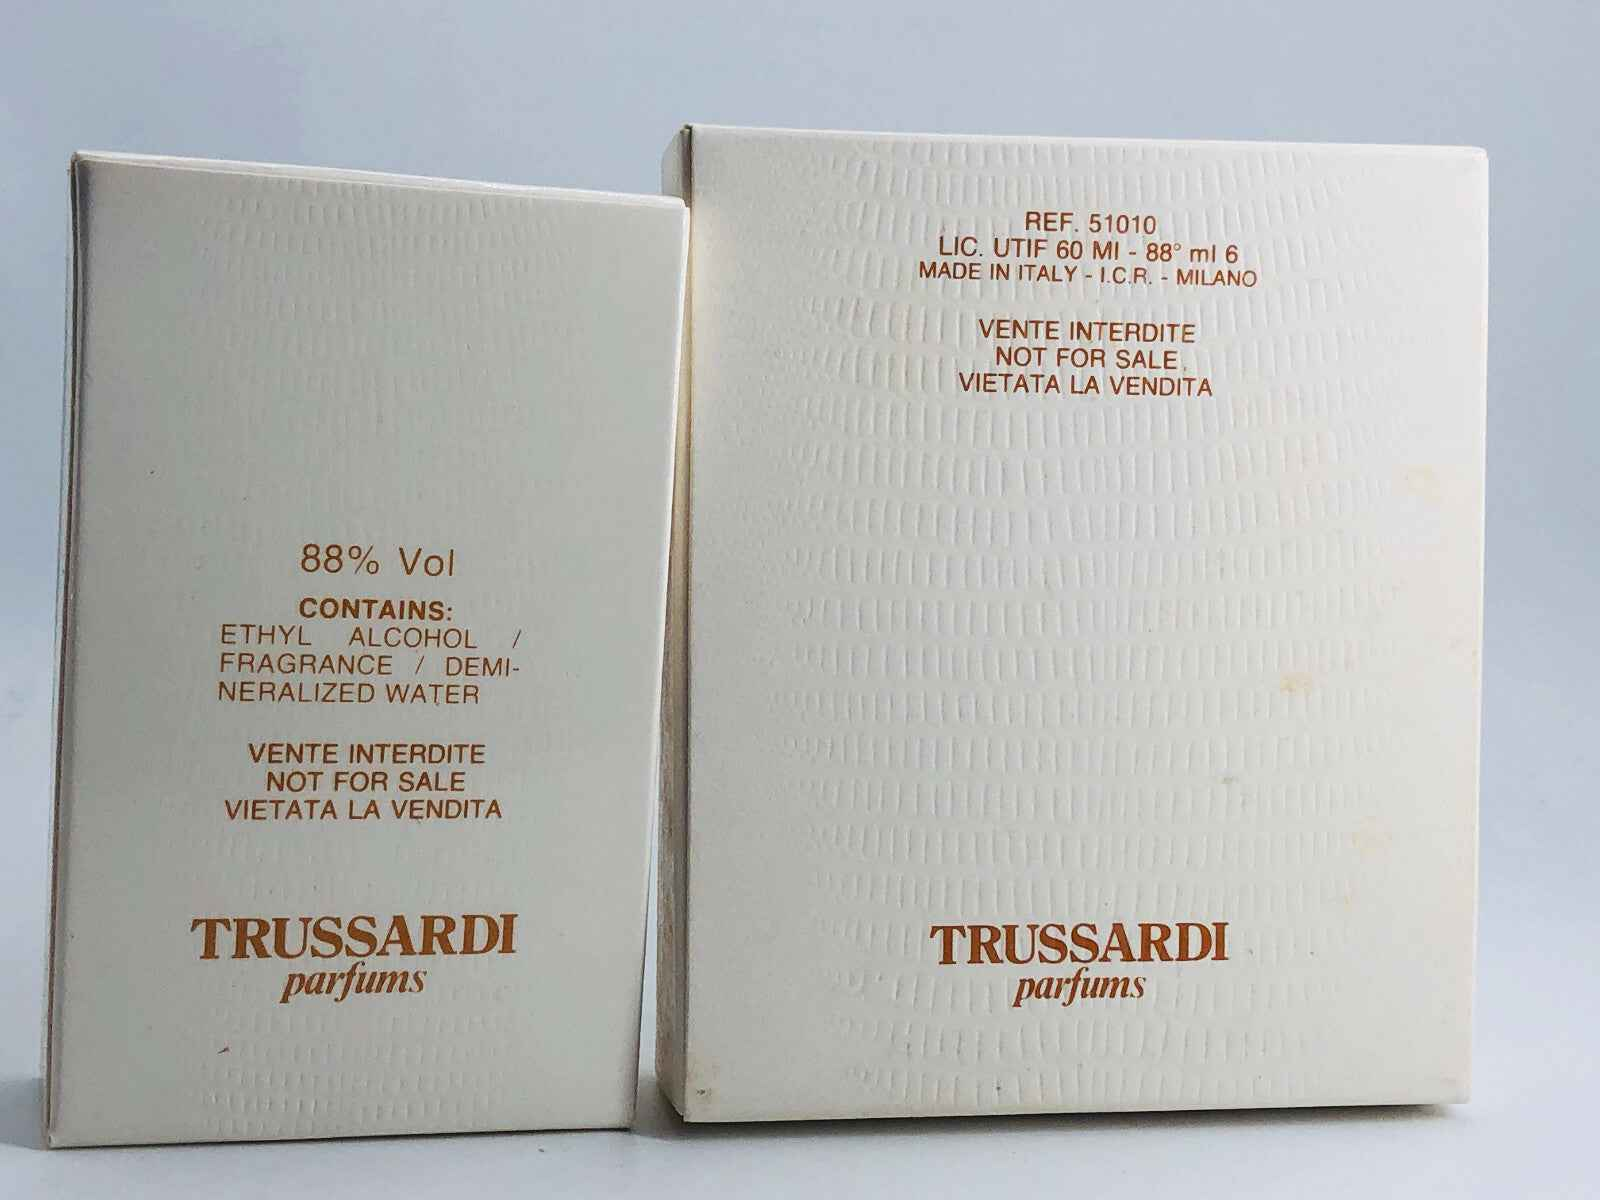 88% Vol
CONTAINS:
ETHYL ALCOHOL /
FRAGRANCE / DEMI-
NERALIZED WATER
VENTE INTERDITE
NOT FOR SALE
VIETATA LA VENDITA
TRUSSARDI
parfums
REF. 51010
LIC. UTIF 60 MI - 88° ml 6
MADE IN ITALY - I.C.R. - MILANO
VENTE INTERDITE
NOT FOR SALE
VIETATA LA VENDITA
TRUSSARDI
parfums